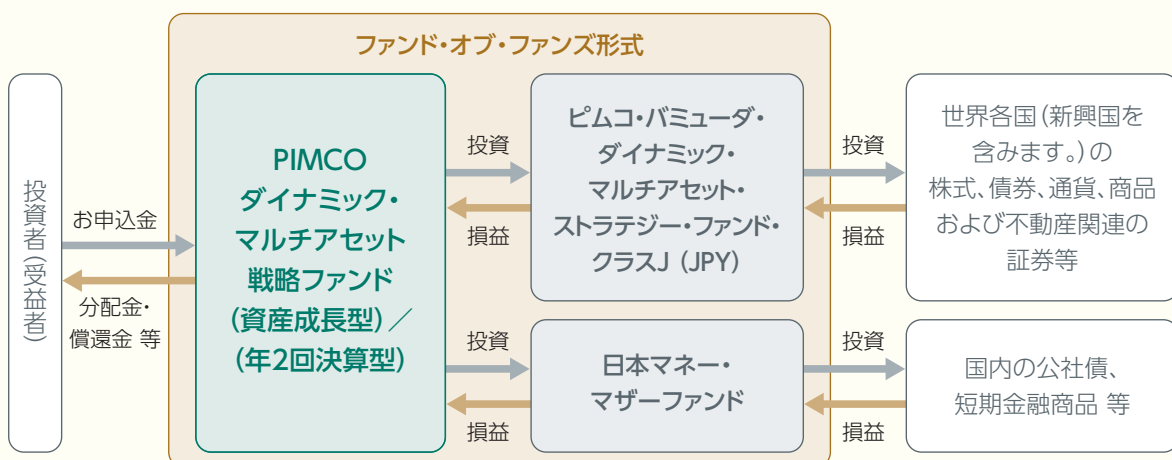 ファンド・オブ・ファンズ形式
投資者(受益者)
お申込金
分配金・
償還金 等
PIMCO
ダイナミック・
マルチアセット
戦略ファンド
(資産成長型)／
(年2回決算型)
投資
損益
ピムコ・バミューダ・
ダイナミック・
マルチアセット・
ストラテジー・ファンド・
クラスJ (JPY)
投資
損益
世界各国(新興国を
含みます。)の
株式、債券、通貨、商品
および不動産関連の
証券等
投資
損益
日本マネー・
マザーファンド
投資
損益
国内の公社債、
短期金融商品 等